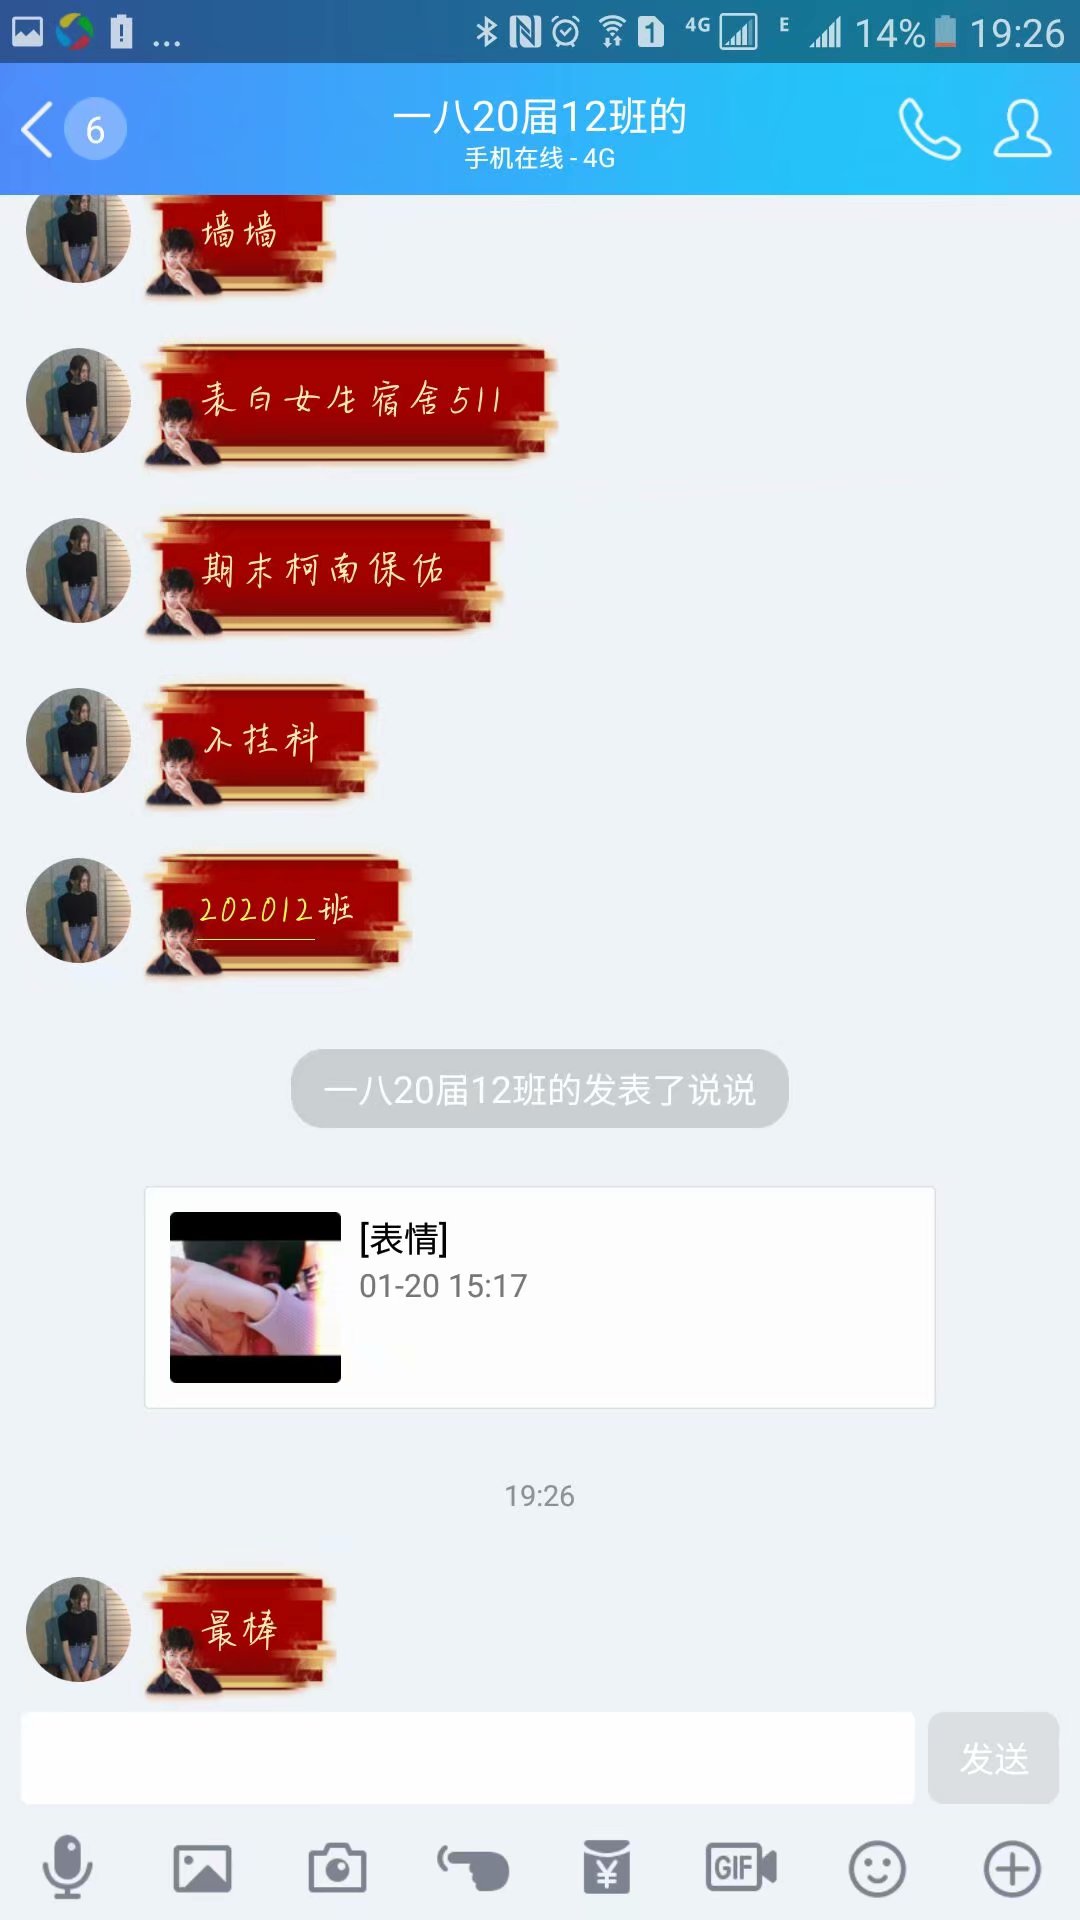 ... 1 4G E 14% 19:26
6
一八20届12班的
手机在线 - 4G
墙墙
表白女生宿舍511
期末柯南保佑
不挂科
202012班
一八20届12班的发表了说说
[表情]
01-20 15:17
19:26
最棒
发送
GIF